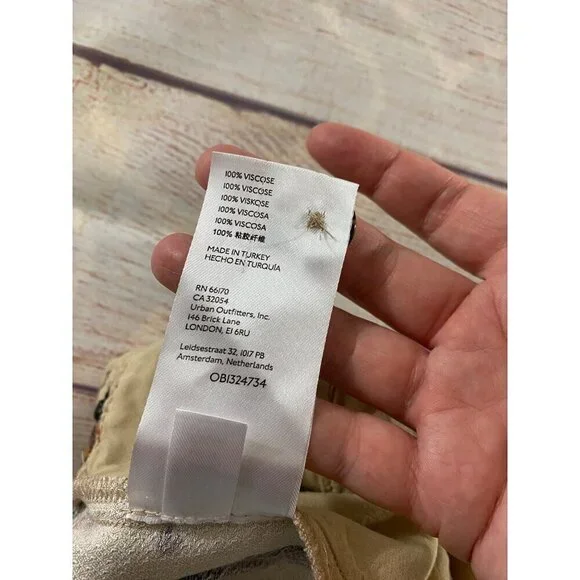 100% VISCOSE
100% VISCOSE
100% VISKOSE
100% VISCOSA
100% VISCOSA
100% 粘胶纤维
MADE IN TURKEY
HECHO EN TURQUÍA
RN 66170
CA 32054
Urban Outfitters, Inc.
146 Brick Lane
LONDON, E1 6RU
Leidsestraat 32, 1017 PB
Amsterdam, Netherlands
OB1324734